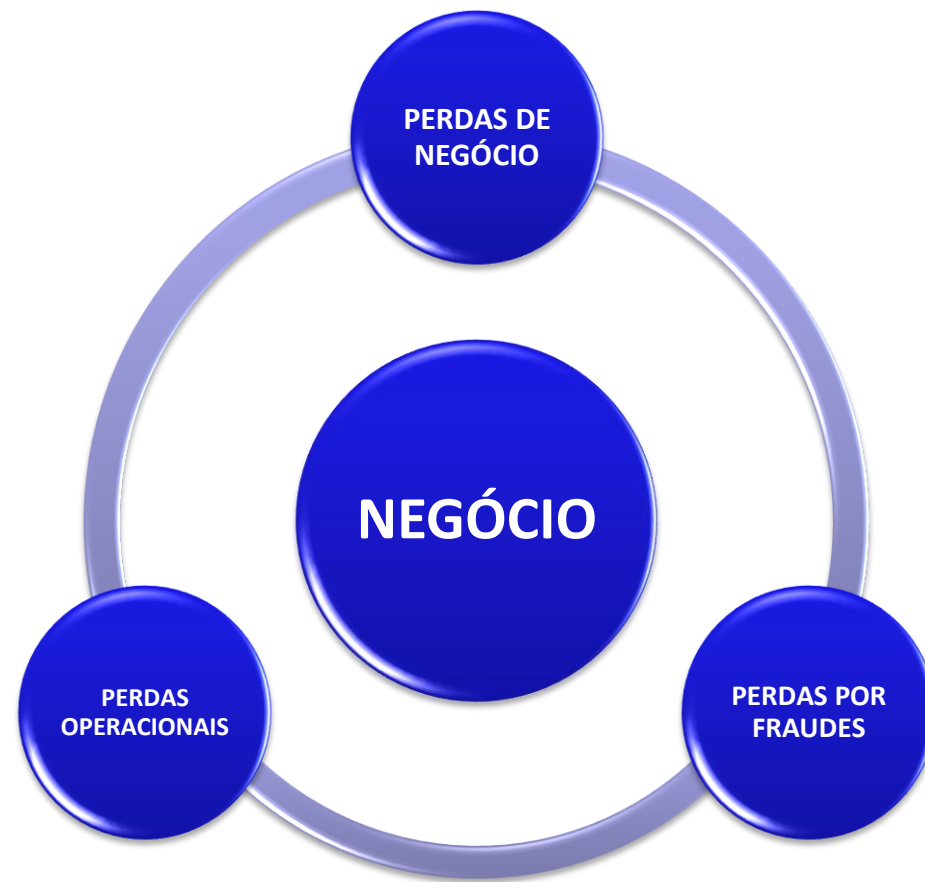 PERDAS DE
NEGÓCIO
NEGÓCIO
PERDAS
OPERACIONAIS
PERDAS POR
FRAUDES